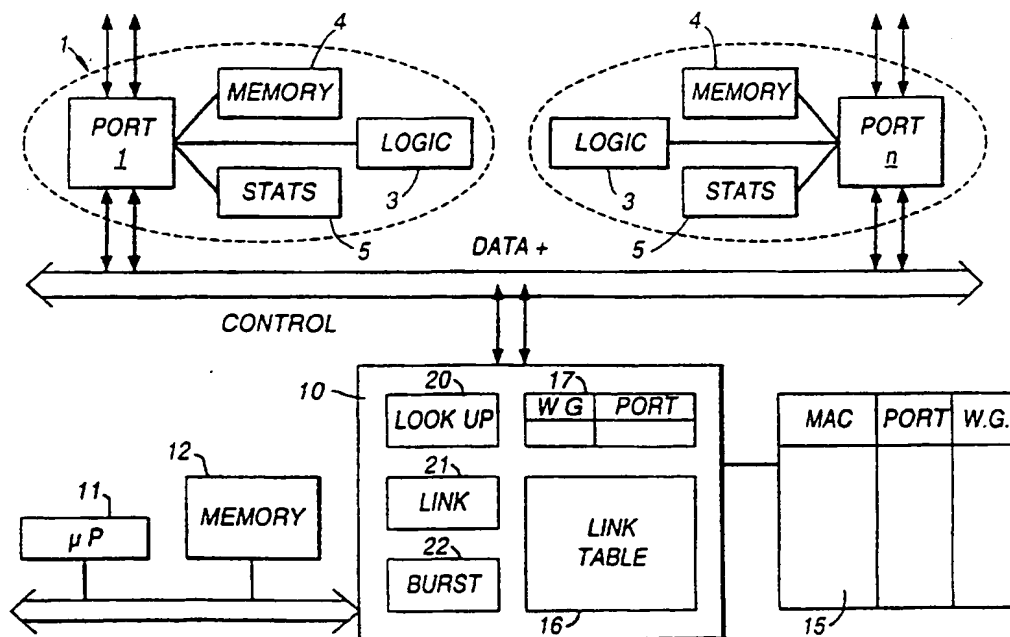 1
4
4
MEMORY
MEMORY
PORT
1
LOGIC
LOGIC
PORT
n
STATS
3
3
STATS
5
5
DATA +
CONTROL
10
20
17
LOOK UP
W G
PORT
MAC
PORT
W.G.
12
21
11
MEMORY
LINK
LINK
TABLE
μ P
22
BURST
16
15